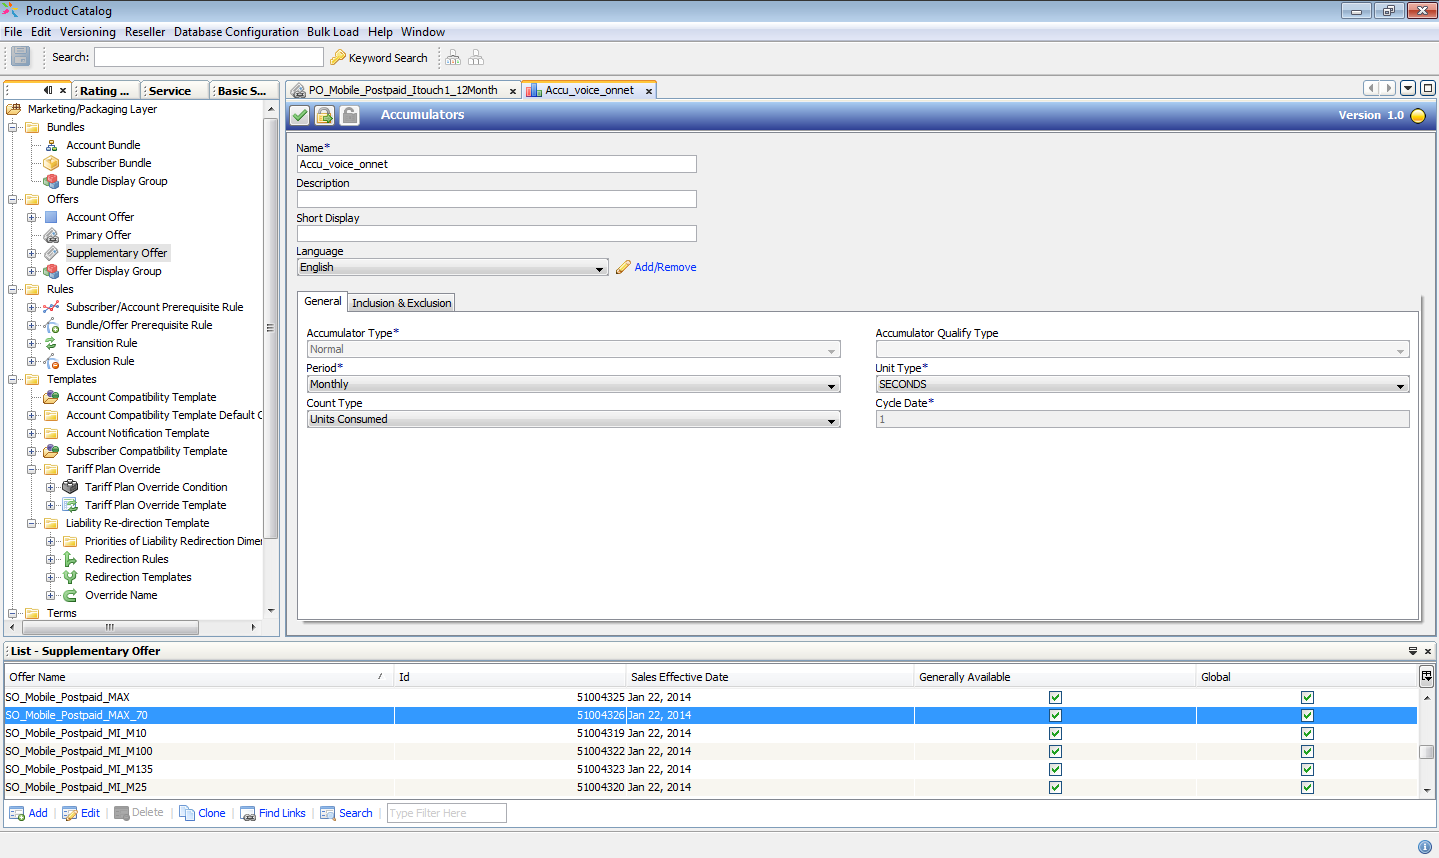 Product Catalog
File Edit Versioning Reseller Database Configuration Bulk Load Help Window
Search: Keyword Search
Rating ... Service Basic S...
Marketing/Packaging Layer
Bundles
Account Bundle
Subscriber Bundle
Bundle Display Group
Offers
Account Offer
Primary Offer
Supplementary Offer
Offer Display Group
Rules
Subscriber/Account Prerequisite Rule
Bundle/Offer Prerequisite Rule
Transition Rule
Exclusion Rule
Templates
Account Compatibility Template
Account Compatibility Template Default C
Account Notification Template
Subscriber Compatibility Template
Tariff Plan Override
Tariff Plan Override Condition
Tariff Plan Override Template
Liability Re-direction Template
Priorities of Liability Redirection Dimer
Redirection Rules
Redirection Templates
Override Name
Terms
PO_Mobile_Postpaid_Itouch1_12Month Accu_voice_onnet
Accumulators Version 1.0
Name*
Accu_voice_onnet
Description
Short Display
Language
English Add/Remove
General Inclusion & Exclusion
Accumulator Type* Accumulator Qualify Type
Normal
Period* Unit Type*
Monthly SECONDS
Count Type Cycle Date*
Units Consumed 1
List - Supplementary Offer
Offer Name Id Sales Effective Date Generally Available Global
SO_Mobile_Postpaid_MAX 51004325 Jan 22, 2014
SO_Mobile_Postpaid_MAX_70 51004326 Jan 22, 2014
SO_Mobile_Postpaid_MI_M10 51004319 Jan 22, 2014
SO_Mobile_Postpaid_MI_M100 51004322 Jan 22, 2014
SO_Mobile_Postpaid_MI_M135 51004323 Jan 22, 2014
SO_Mobile_Postpaid_MI_M25 51004320 Jan 22, 2014
Add Edit Delete Clone Find Links Search Type Filter Here